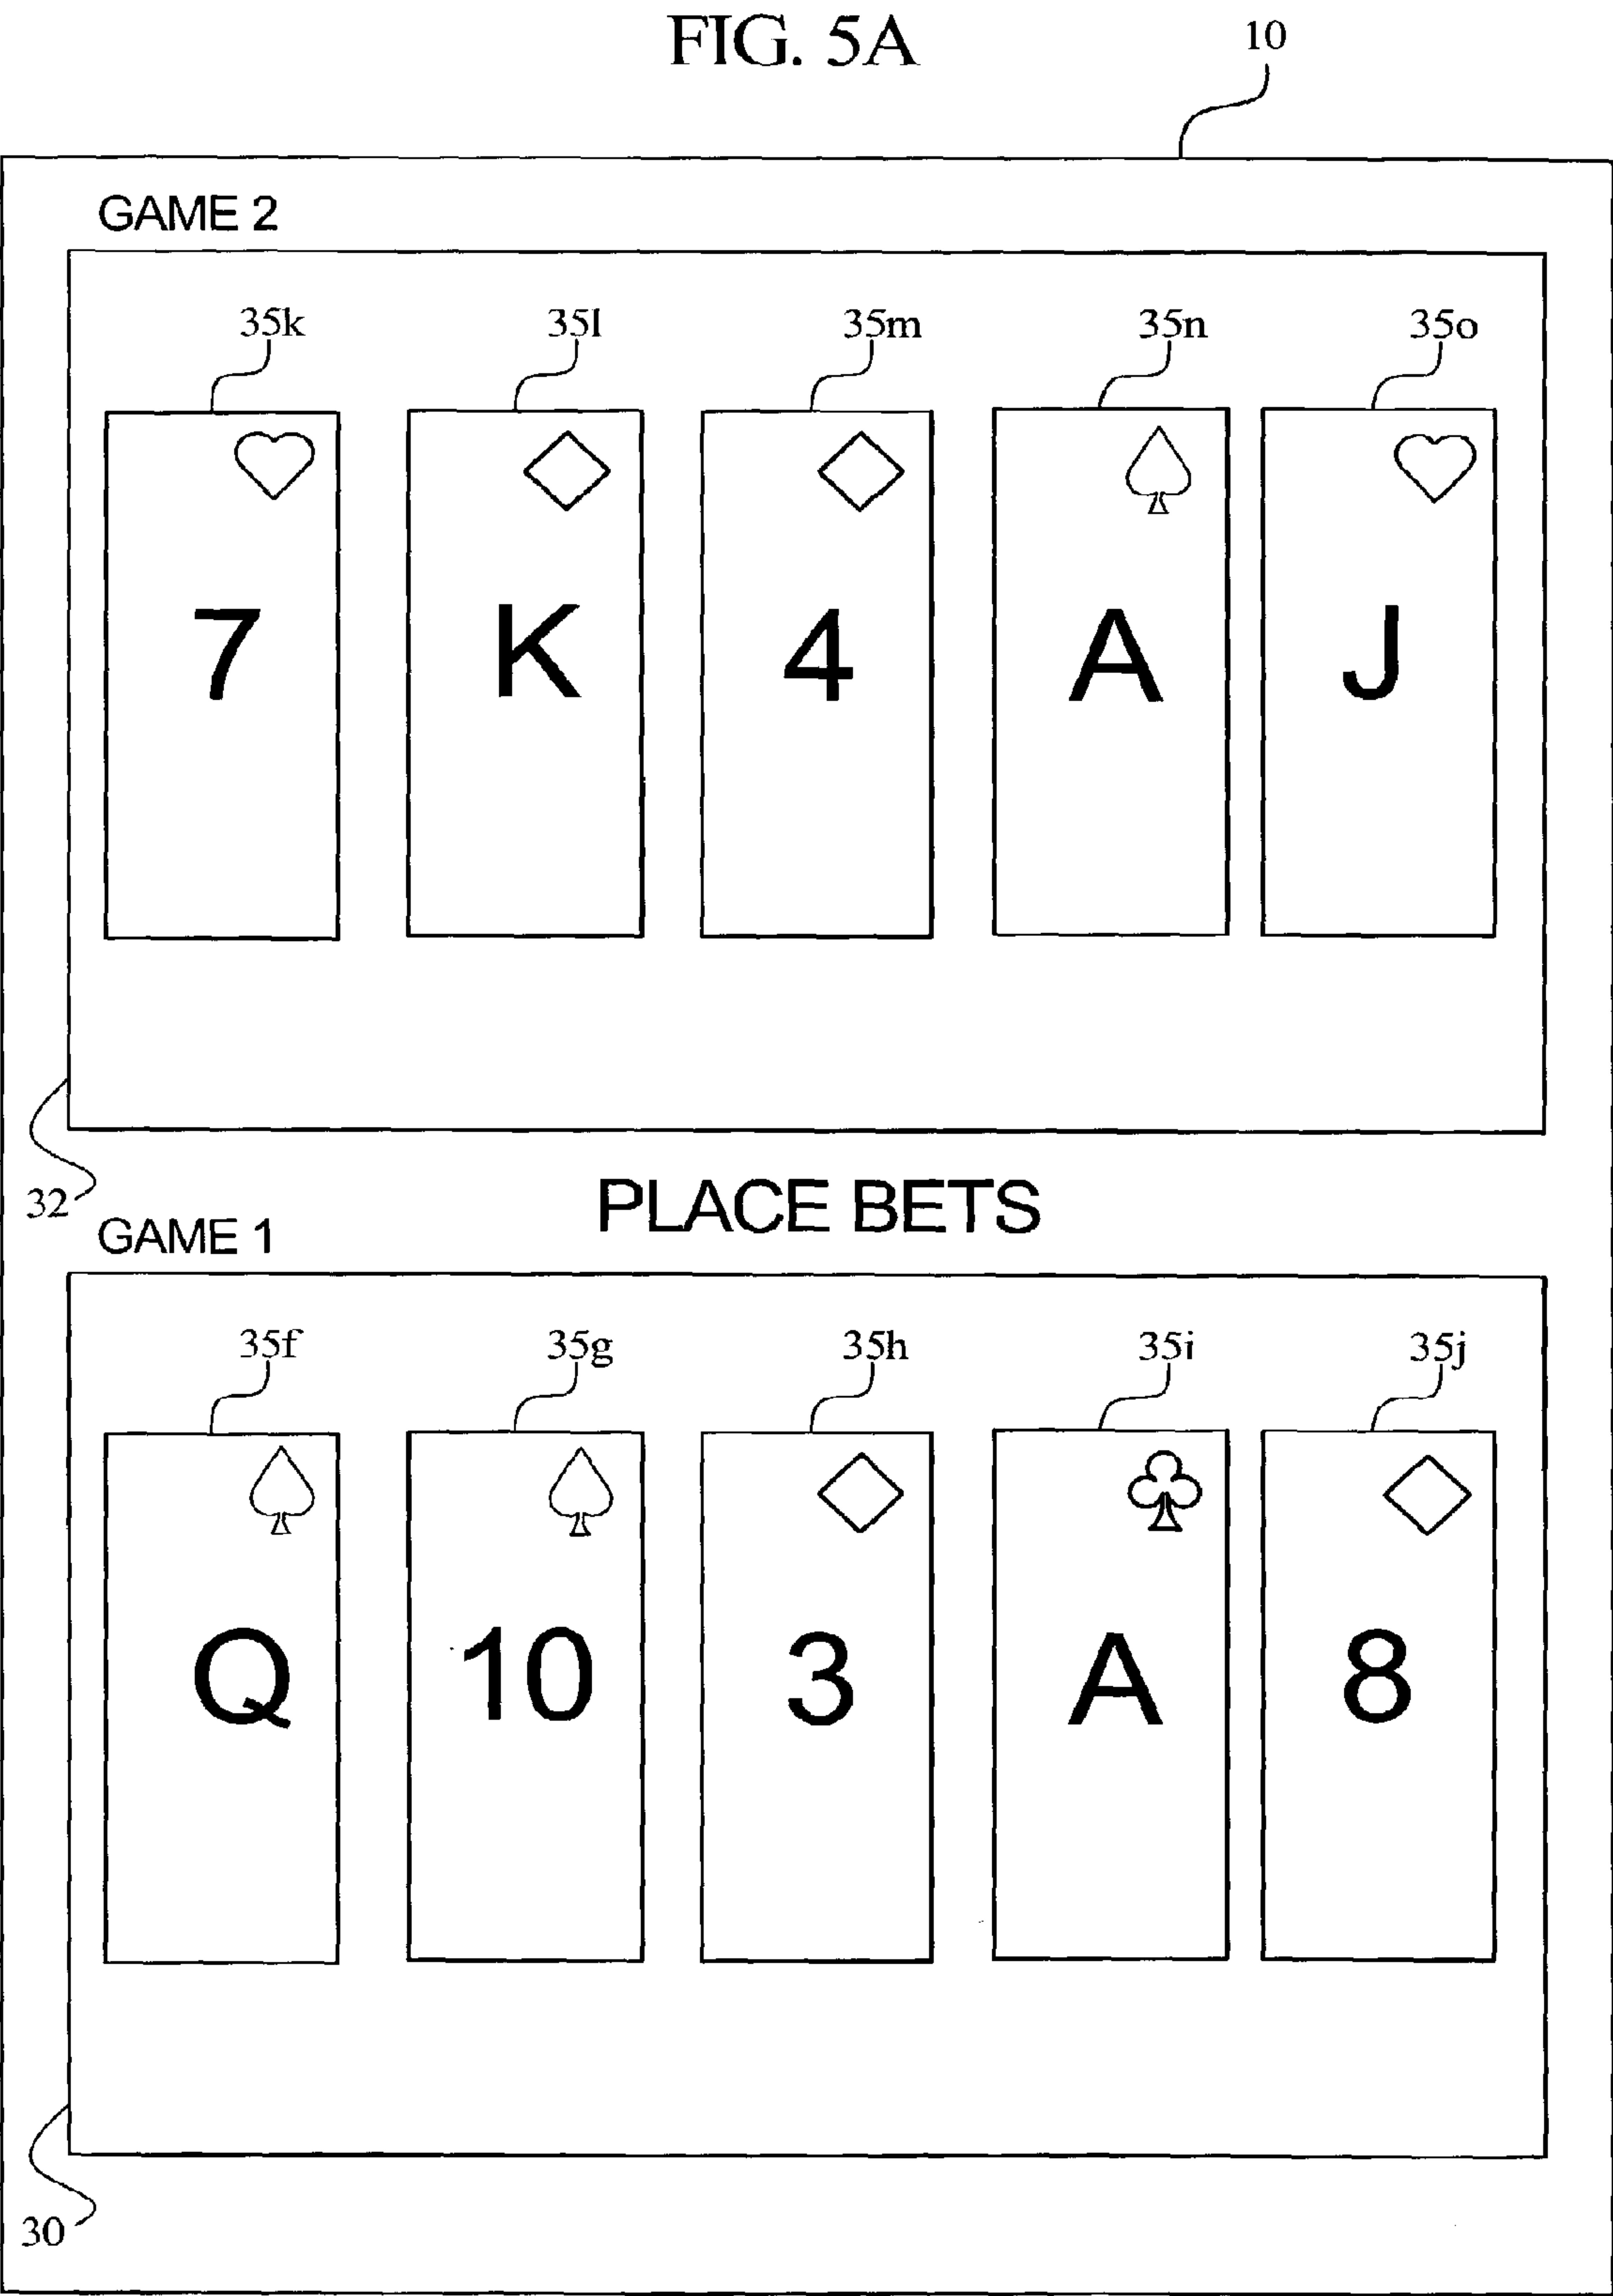 FIG. 5A
10
GAME 2
35k 35l 35m 35n 35o
7 K 4 A J
32
PLACE BETS
GAME 1
35f 35g 35h 35i 35j
Q 10 3 A 8
30